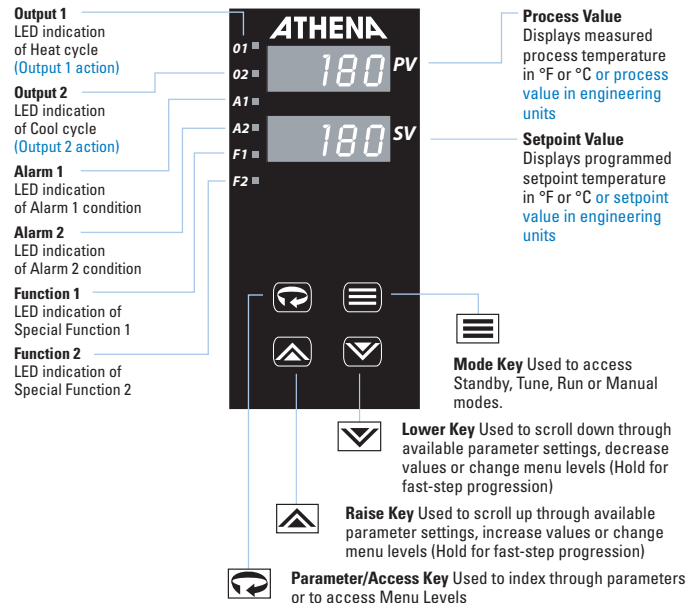 Output 1
LED indication
of Heat cycle
(Output 1 action)
Output 2
LED indication
of Cool cycle
(Output 2 action)
Alarm 1
LED indication
of Alarm 1 condition
Alarm 2
LED indication
of Alarm 2 condition
Function 1
LED indication of
Special Function 1
Function 2
LED indication of
Special Function 2
ATHENA
01
180 PV
02
A1
A2
180 SV
F1
F2
Process Value
Displays measured
process temperature
in °F or °C or process
value in engineering
units
Setpoint Value
Displays programmed
setpoint temperature
in °F or °C or setpoint
value in engineering
units
Mode Key Used to access
Standby, Tune, Run or Manual
modes.
Lower Key Used to scroll down through
available parameter settings, decrease
values or change menu levels (Hold for
fast-step progression)
Raise Key Used to scroll up through available
parameter settings, increase values or change
menu levels (Hold for fast-step progression)
Parameter/Access Key Used to index through parameters
or to access Menu Levels